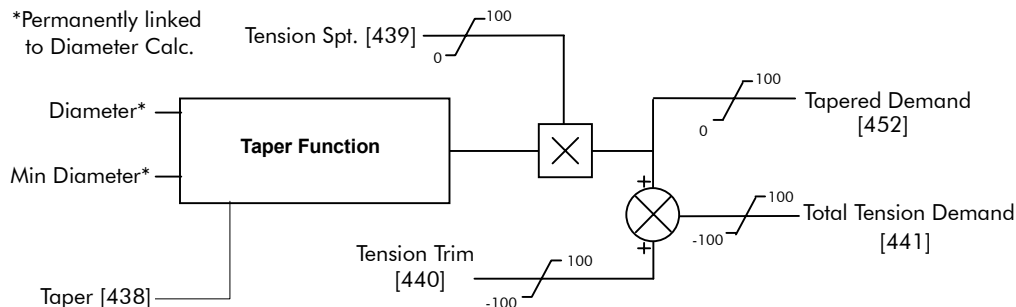 *Permanently linked
to Diameter Calc.
Tension Spt. [439]
100
0
Diameter*
Min Diameter*
Taper Function
100
0
Tapered Demand
[452]
+
+
100
-100
Total Tension Demand
[441]
Tension Trim
[440]
100
-100
Taper [438]